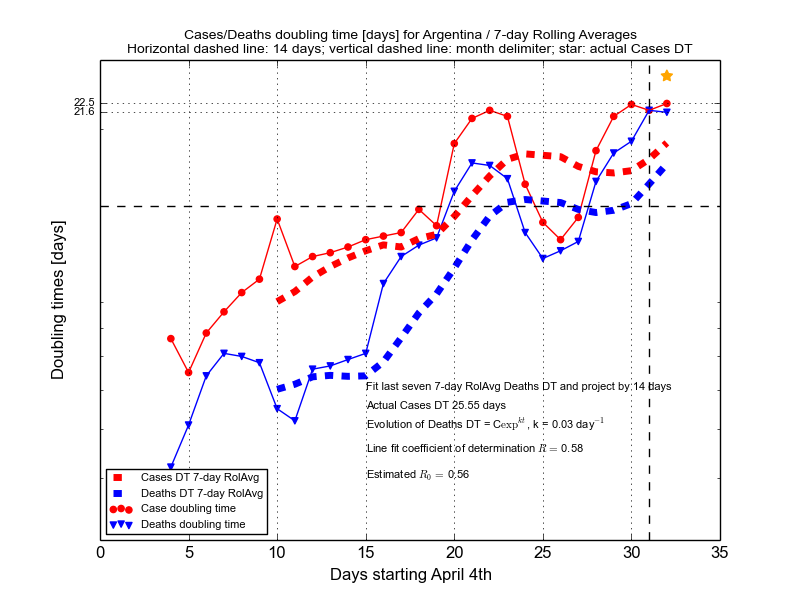 Cases/Deaths doubling time [days] for Argentina / 7-day Rolling Averages
Horizontal dashed line: 14 days; vertical dashed line: month delimiter; star: actual Cases DT
22.5
21.6
Doubling times [days]
Fit last seven 7-day RolAvg Deaths DT and project by 14 days
Actual Cases DT 25.55 days
Evolution of Deaths DT = Cexp^{kt}, k = 0.03 day^{-1}
Line fit coefficient of determination R = 0.58
Estimated R_0 = 0.56
Cases DT 7-day RolAvg
Deaths DT 7-day RolAvg
Case doubling time
Deaths doubling time
0 5 10 15 20 25 30 35
Days starting April 4th